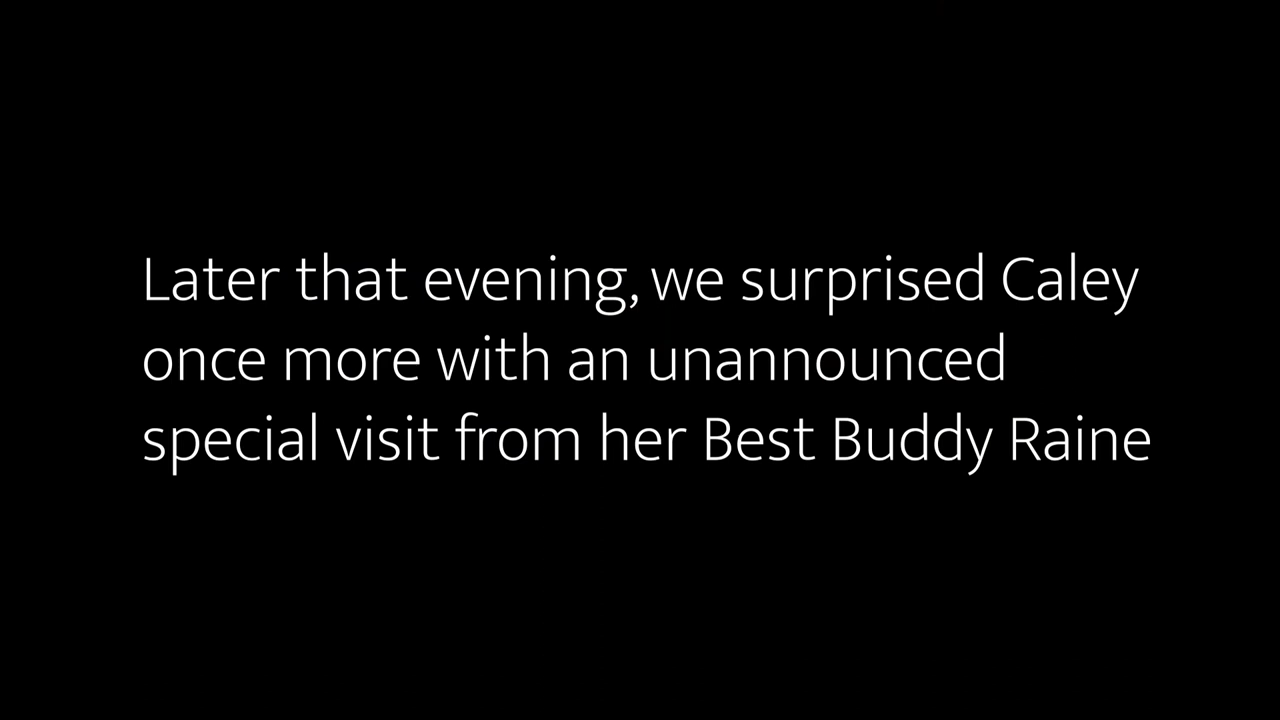 Later that evening, we surprised Caley
once more with an unannounced
special visit from her Best Buddy Raine